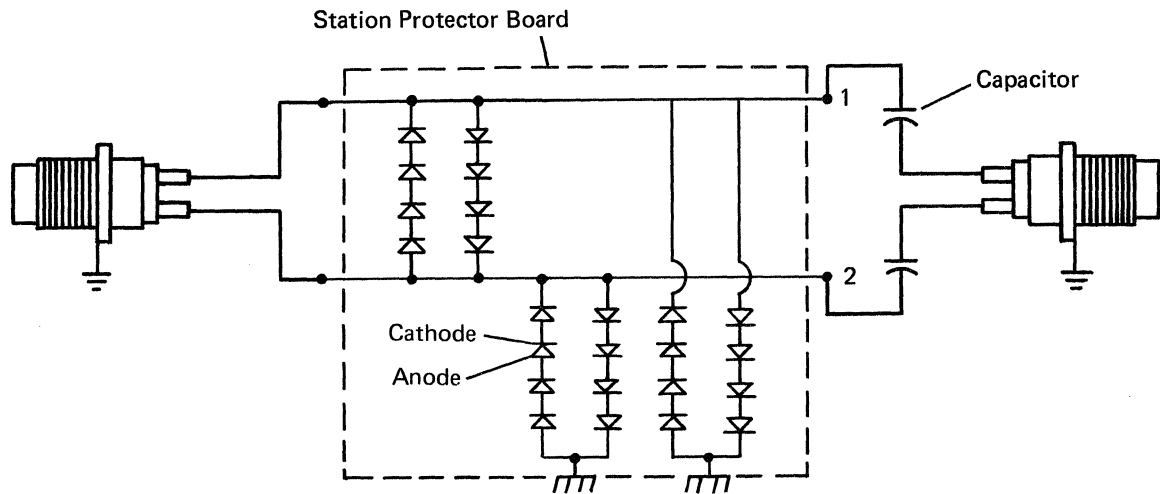 Station Protector Board
1
Capacitor
2
Cathode
Anode